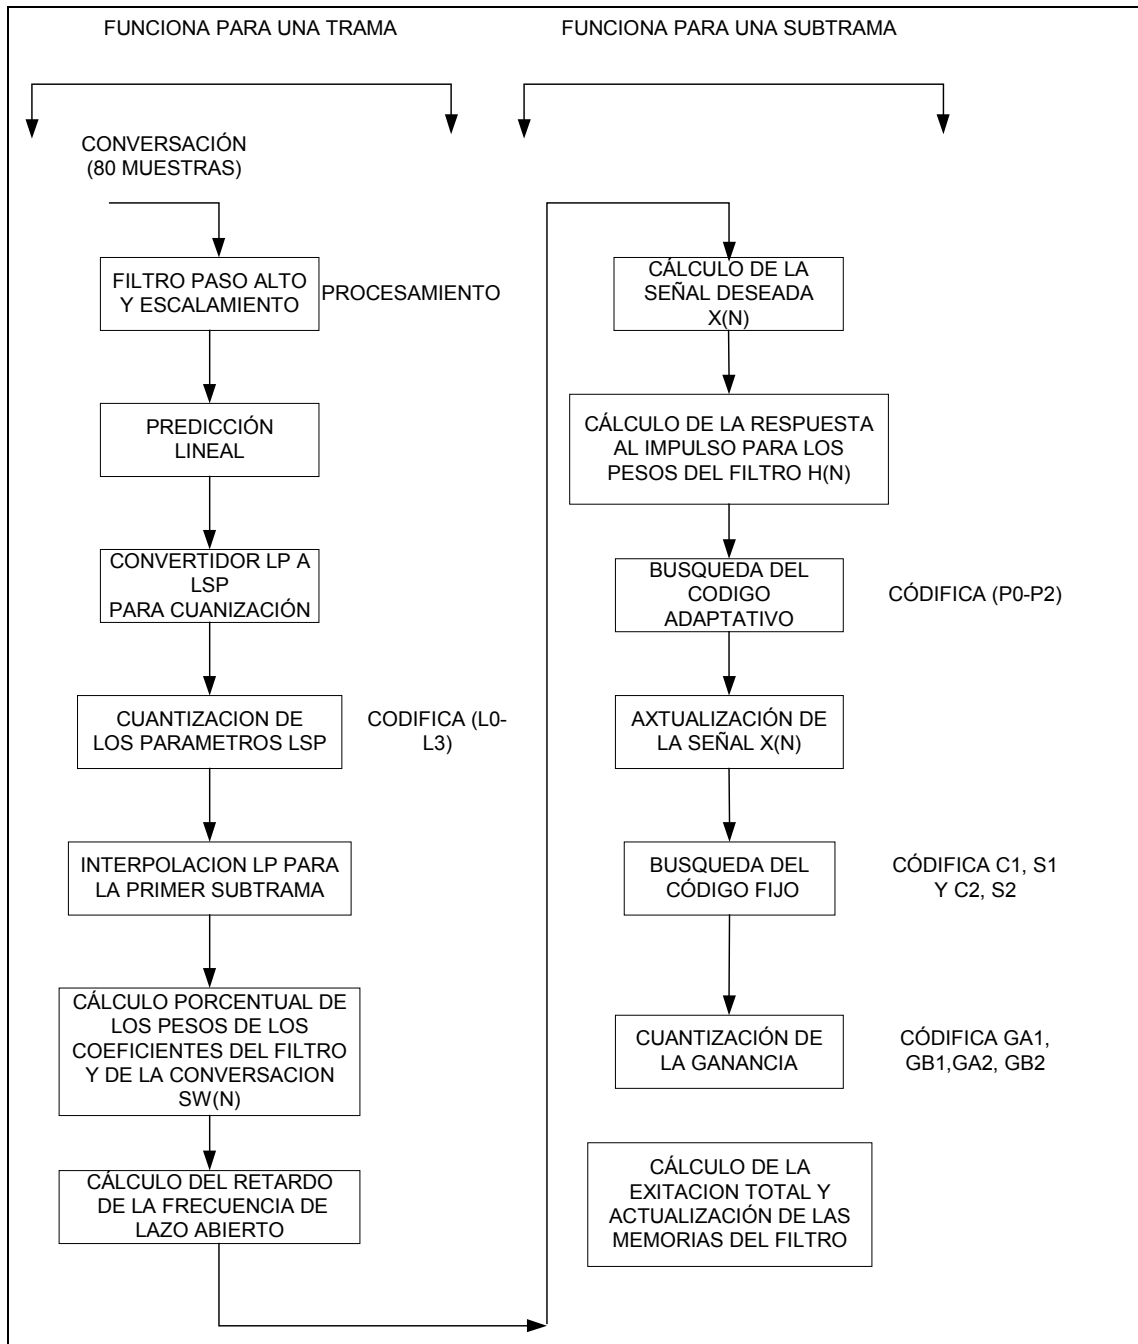 FUNCIONA PARA UNA TRAMA
CONVERSACIÓN
(80 MUESTRAS)
FILTRO PASO ALTO
Y ESCALAMIENTO
PROCESAMIENTO
PREDICCIÓN
LINEAL
CONVERTIDOR LP A
LSP
PARA CUANIZACIÓN
CUANTIZACION DE
LOS PARAMETROS LSP
CODIFICA (L0-
L3)
INTERPOLACION LP PARA
LA PRIMER SUBTRAMA
CÁLCULO PORCENTUAL DE
LOS PESOS DE LOS
COEFICIENTES DEL FILTRO
Y DE LA CONVERSACION
SW(N)
CÁLCULO DEL RETARDO
DE LA FRECUENCIA DE
LAZO ABIERTO
FUNCIONA PARA UNA SUBTRAMA
CÁLCULO DE LA
SEÑAL DESEADA
X(N)
CÁLCULO DE LA RESPUESTA
AL IMPULSO PARA LOS
PESOS DEL FILTRO H(N)
BUSQUEDA DEL
CODIGO
ADAPTATIVO
CÓDIFICA (P0-P2)
AXTUALIZACIÓN DE
LA SEÑAL X(N)
BUSQUEDA DEL
CÓDIGO FIJO
CÓDIFICA C1, S1
Y C2, S2
CUANTIZACIÓN DE
LA GANANCIA
CÓDIFICA GA1,
GB1,GA2, GB2
CÁLCULO DE LA
EXITACION TOTAL Y
ACTUALIZACIÓN DE LAS
MEMORIAS DEL FILTRO